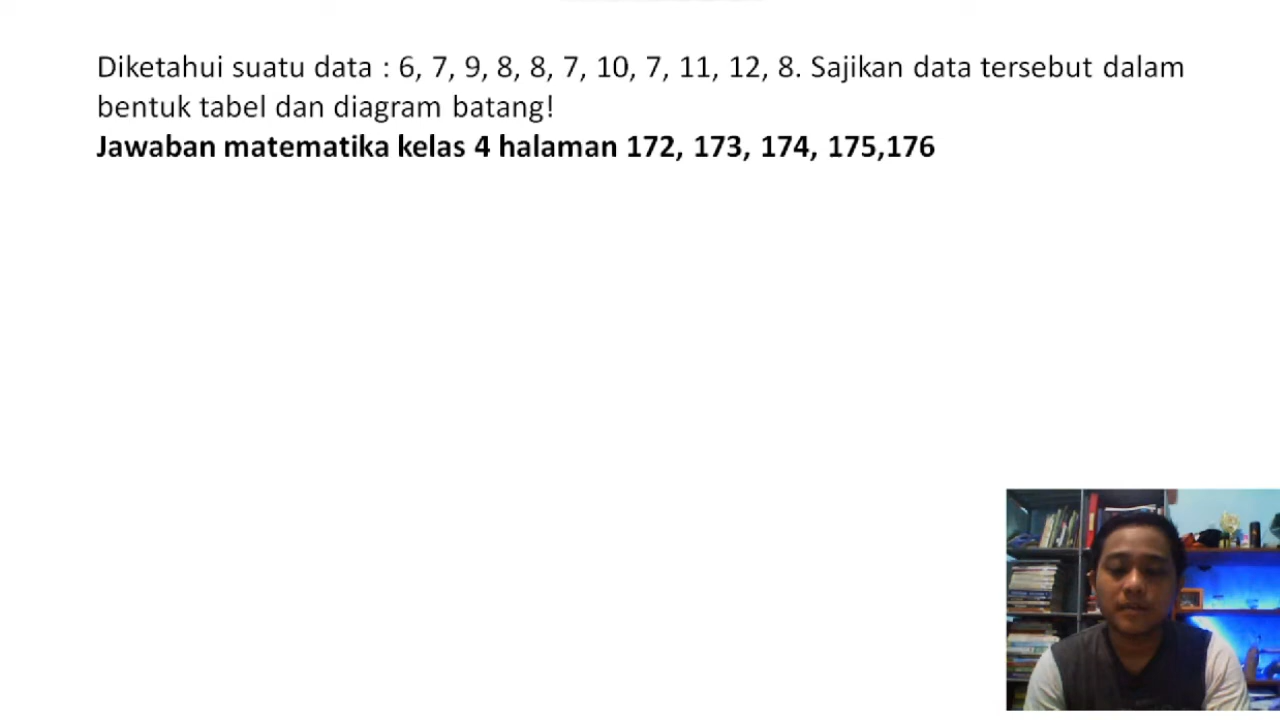 Diketahui suatu data : 6, 7, 9, 8, 8, 7, 10, 7, 11, 12, 8. Sajikan data tersebut dalam
bentuk tabel dan diagram batang!
Jawaban matematika kelas 4 halaman 172, 173, 174, 175,176